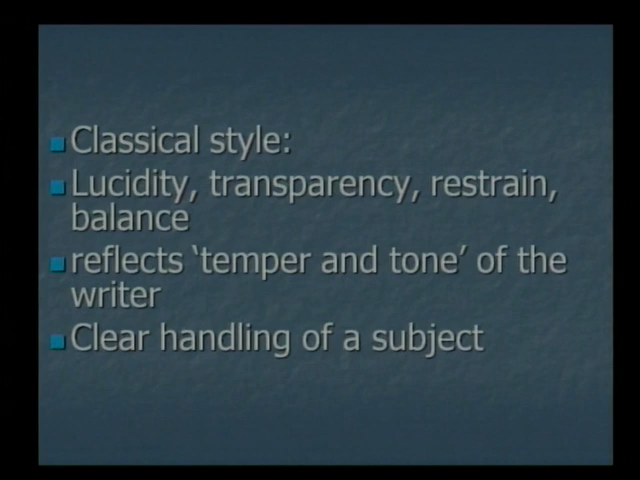 Classical style:
Lucidity, transparency, restrain,
balance
reflects ‘temper and tone’ of the
writer
Clear handling of a subject